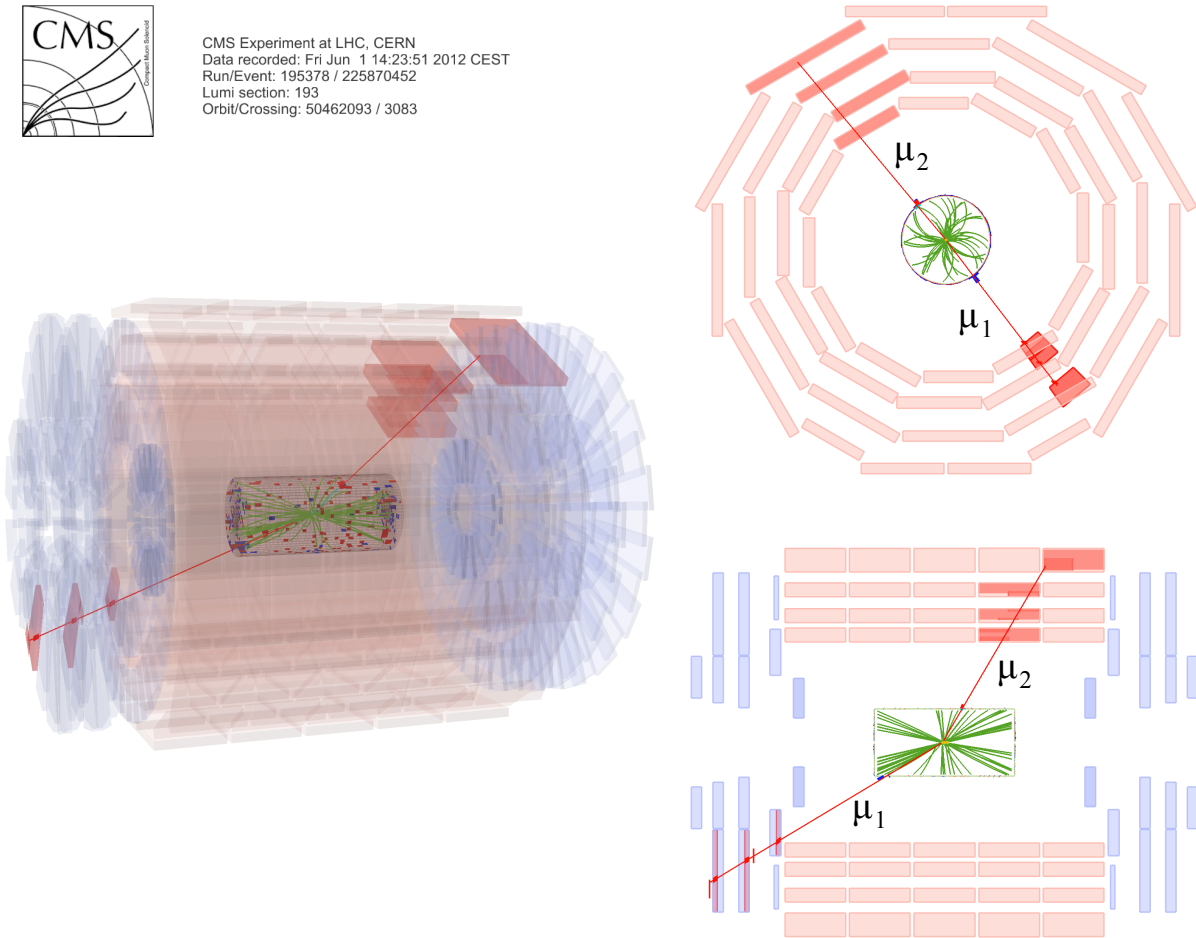 CMS
Compact Muon Solenoid
CMS Experiment at LHC, CERN
Data recorded: Fri Jun 1 14:23:51 2012 CEST
Run/Event: 195378 / 225870452
Lumi section: 193
Orbit/Crossing: 50462093 / 3083
μ2
μ1
μ2
μ1